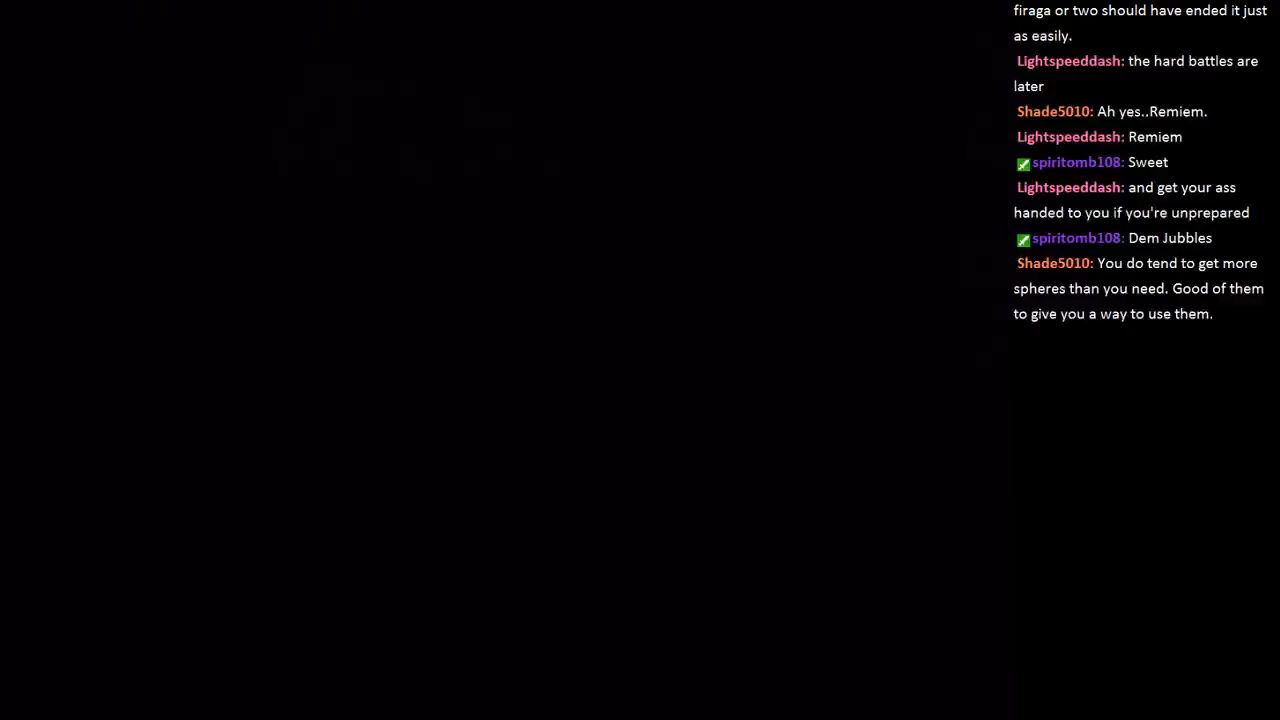 firaga or two should have ended it just
as easily.
Lightspeeddash: the hard battles are
later
Shade5010: Ah yes..Remiem.
Lightspeeddash: Remiem
spiritomb108: Sweet
Lightspeeddash: and get your ass
handed to you if you're unprepared
spiritomb108: Dem Jubbles
Shade5010: You do tend to get more
spheres than you need. Good of them
to give you a way to use them.